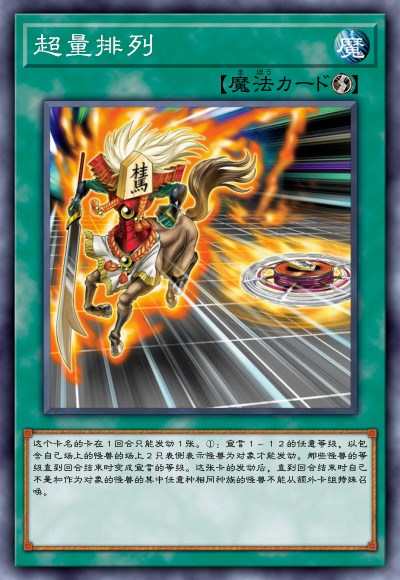 超量排列
魔
【魔法カード】
まほう
桂馬
这个卡名的卡在1回合只能发动1张。①：宣言1－12的任意等级，以包
含自己场上的怪兽的场上2只表侧表示怪兽为对象才能发动。那些怪兽的等
级直到回合结束时变成宣言的等级。这张卡的发动后，直到回合结束时自己
不是和作为对象的怪兽的其中任意种相同种族的怪兽不能从额外卡组特殊召
唤。